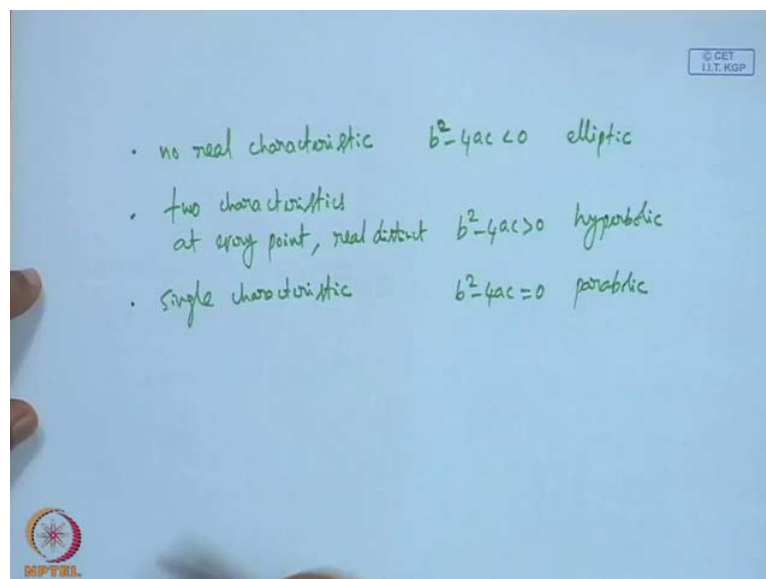 © CET
I.I.T. KGP
. no real characteristic b²-4ac<0 elliptic
. two characteristics
at every point, real distinct b²-4ac>0 hyperbolic
. single characteristic b²-4ac=0 parabolic
NPTEL